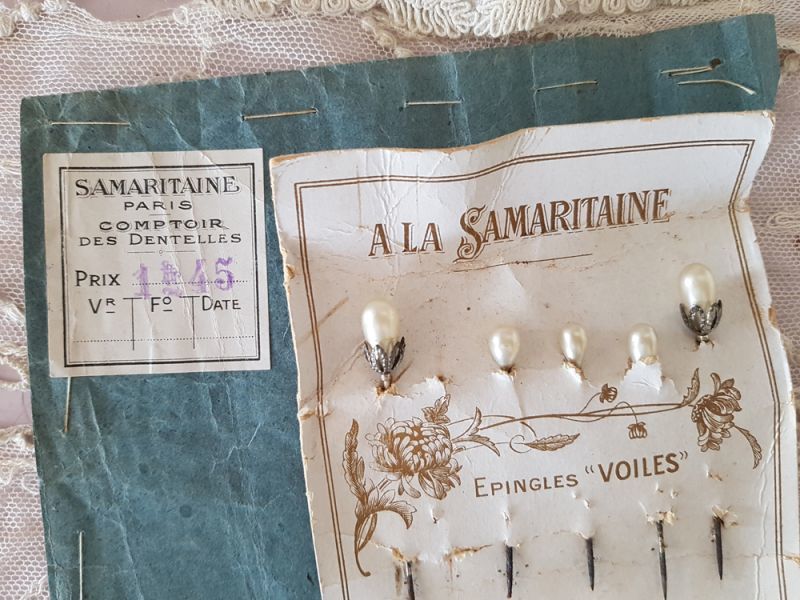 SAMARITAINE
PARIS
COMPTOIR
DES DENTELLES
PRIX
VR FO DATE
A LA SAMARITAINE
EPINGLES "VOILES"